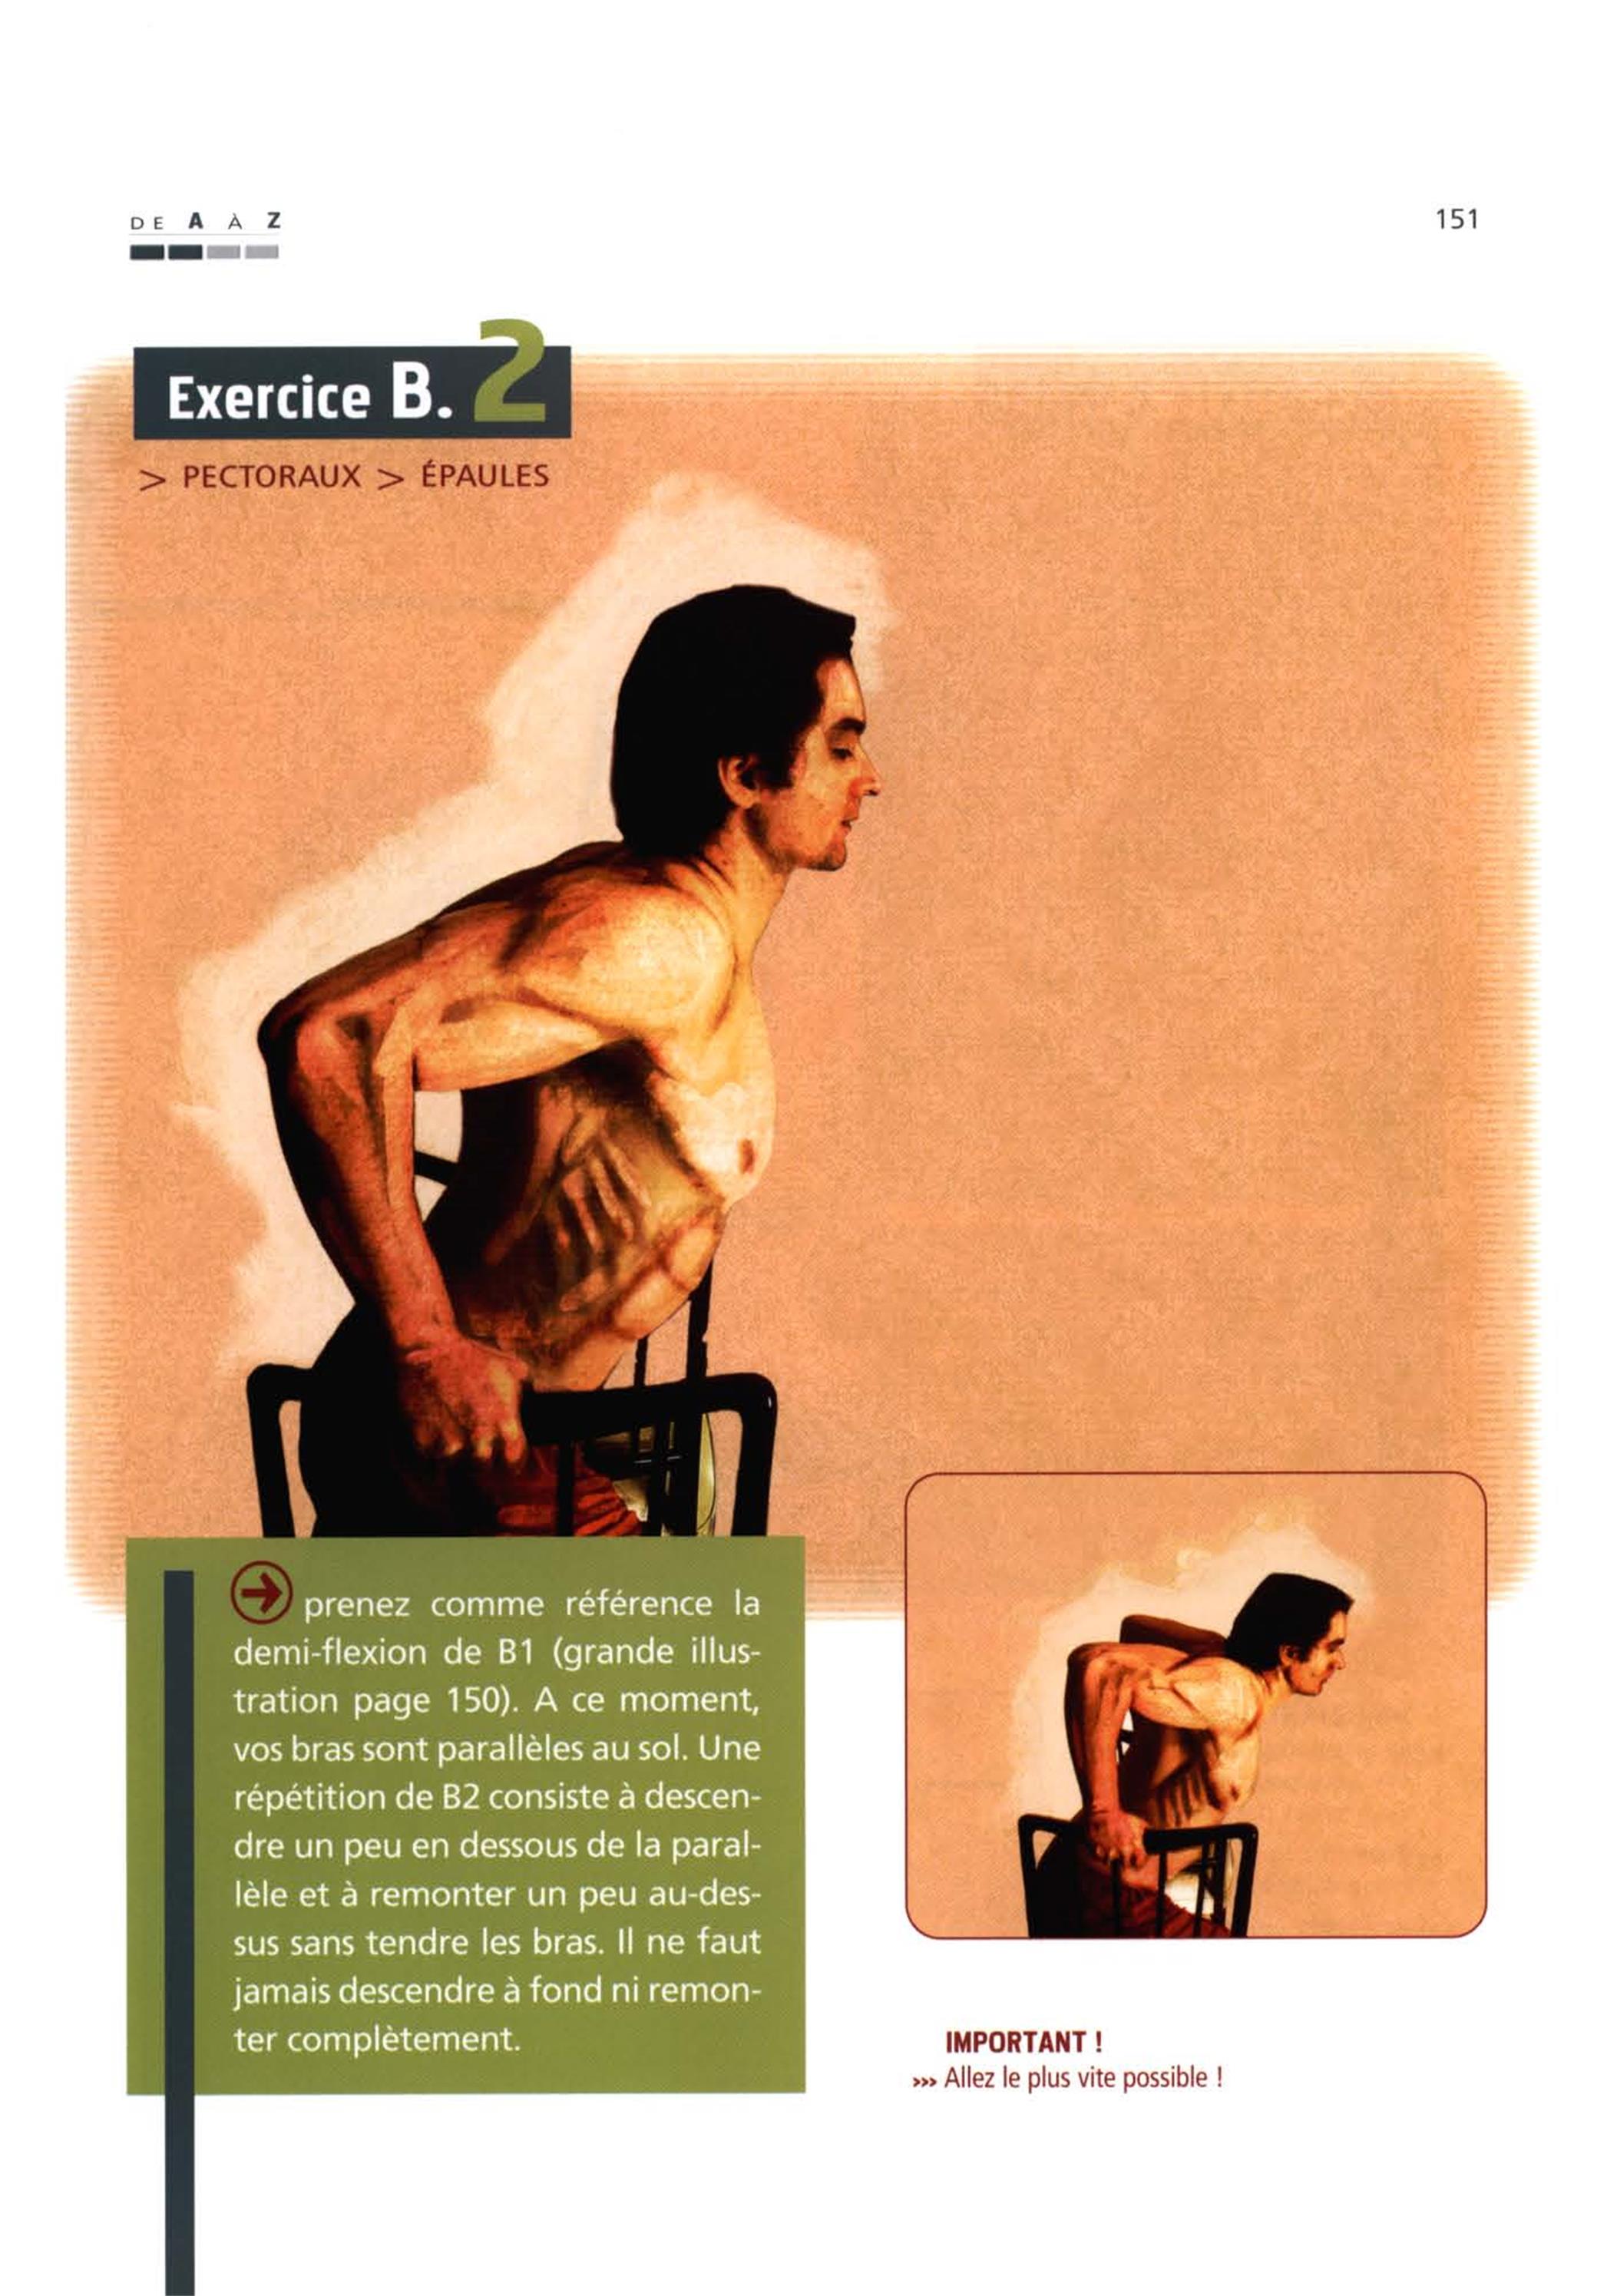 DE A À Z
151
Exercice B. 2
> PECTORAUX > ÉPAULES
prenez comme référence la
demi-flexion de B1 (grande illus-
tration page 150). A ce moment,
vos bras sont parallèles au sol. Une
répétition de B2 consiste à descen-
dre un peu en dessous de la paral-
lèle et à remonter un peu au-des-
sus sans tendre les bras. Il ne faut
jamais descendre à fond ni remon-
ter complètement.
IMPORTANT !
»» Allez le plus vite possible !